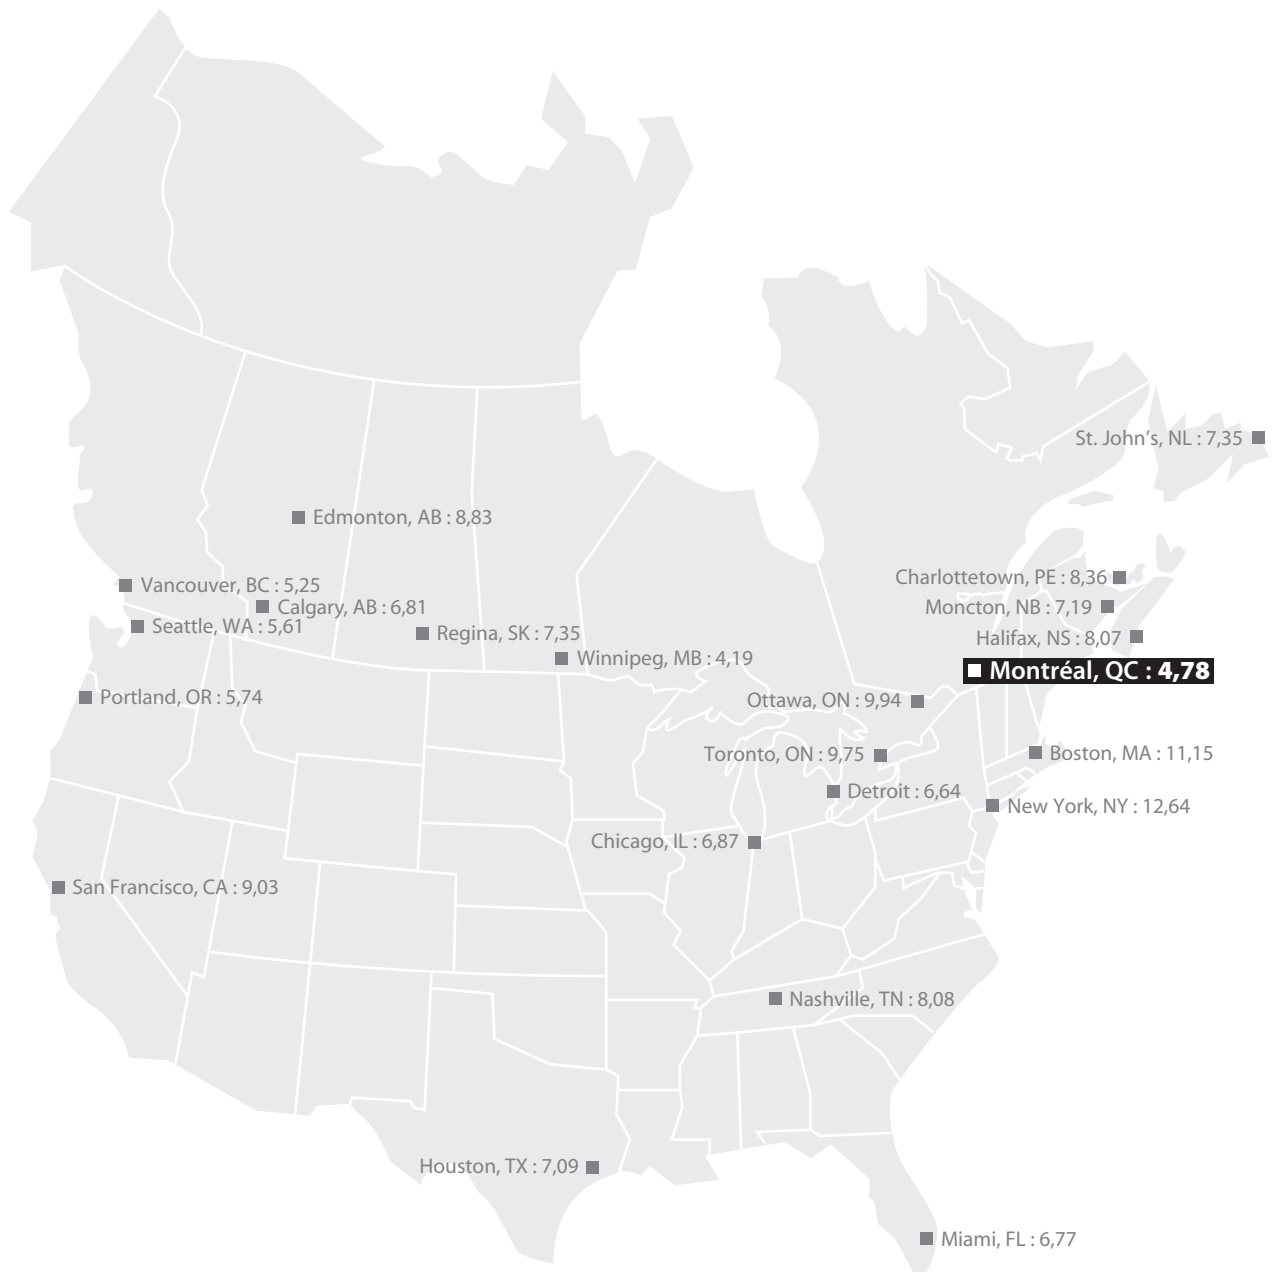 St. John’s, NL : 7,35
Edmonton, AB : 8,83
Charlottetown, PE : 8,36
Vancouver, BC : 5,25
Calgary, AB : 6,81
Moncton, NB : 7,19
Seattle, WA : 5,61
Regina, SK : 7,35
Halifax, NS : 8,07
Winnipeg, MB : 4,19
Montréal, QC : 4,78
Portland, OR : 5,74
Ottawa, ON : 9,94
Toronto, ON : 9,75
Boston, MA : 11,15
Detroit : 6,64
New York, NY : 12,64
Chicago, IL : 6,87
San Francisco, CA : 9,03
Nashville, TN : 8,08
Houston, TX : 7,09
Miami, FL : 6,77